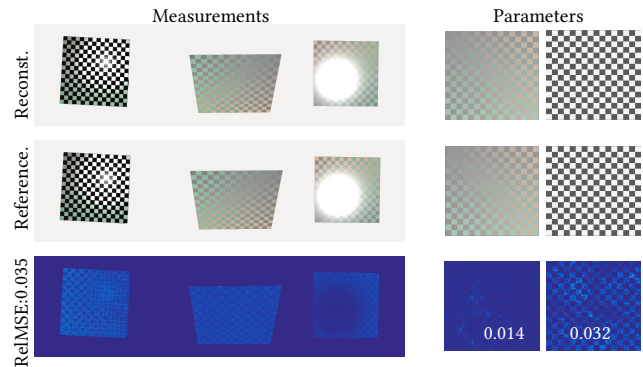 Measurements
Parameters
Reconst.
Reference.
RelMSE:0.035
0.014
0.032